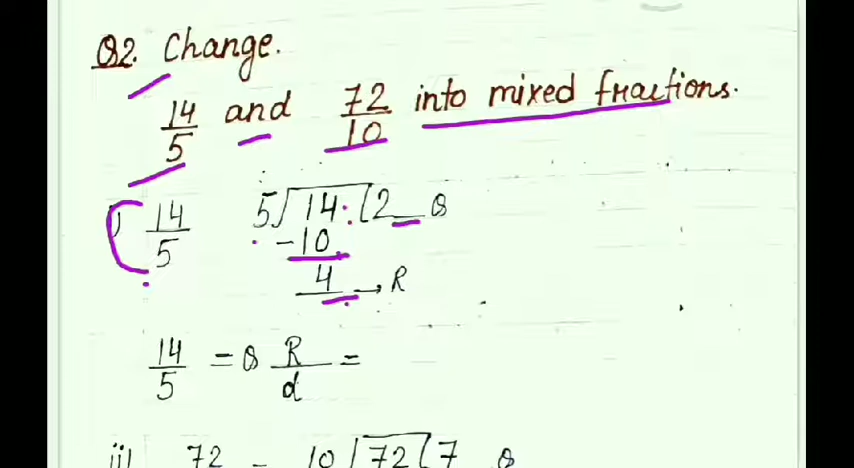 Q2. Change.
14/5 and 72/10 into mixed fractions.
i) 14/5 5)14(2 Q
-10
4 → R
14/5 = Q R/d =
ii) 72 - 10)72(7 Q